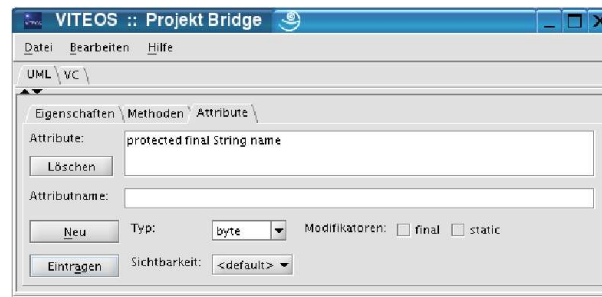 VITEOS :: Projekt Bridge
Datei Bearbeiten Hilfe
UML VC
Eigenschaften Methoden Attribute
Attribute: protected final String name
Löschen
Attributname:
Neu Typ: byte Modifikatoren: final static
Eintragen Sichtbarkeit: <default>